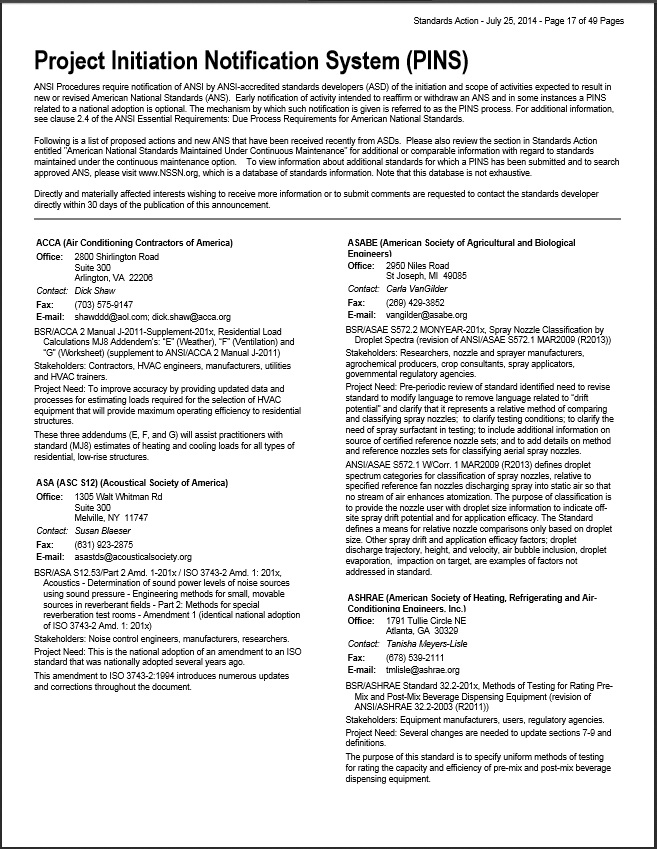 Standards Action - July 25, 2014 - Page 17 of 49 Pages
Project Initiation Notification System (PINS)
ANSI Procedures require notification of ANSI by ANSI-accredited standards developers (ASD) of the initiation and scope of activities expected to result in
new or revised American National Standards (ANS).  Early notification of activity intended to reaffirm or withdraw an ANS and in some instances a PINS
related to a national adoption is optional. The mechanism by which such notification is given is referred to as the PINS process. For additional information,
see clause 2.4 of the ANSI Essential Requirements: Due Process Requirements for American National Standards.
Following is a list of proposed actions and new ANS that have been received recently from ASDs.  Please also review the section in Standards Action
entitled "American National Standards Maintained Under Continuous Maintenance" for additional or comparable information with regard to standards
maintained under the continuous maintenance option.    To view information about additional standards for which a PINS has been submitted and to search
approved ANS, please visit www.NSSN.org, which is a database of standards information. Note that this database is not exhaustive.
Directly and materially affected interests wishing to receive more information or to submit comments are requested to contact the standards developer
directly within 30 days of the publication of this announcement.
ACCA (Air Conditioning Contractors of America)
Office: 2800 Shirlington Road
Suite 300
Arlington, VA  22206
Contact: Dick Shaw
Fax: (703) 575-9147
E-mail: shawddd@aol.com; dick.shaw@acca.org
BSR/ACCA 2 Manual J-2011-Supplement-201x, Residential Load
Calculations MJ8 Addendem's: "E" (Weather), "F" (Ventilation) and
"G" (Worksheet) (supplement to ANSI/ACCA 2 Manual J-2011)
Stakeholders: Contractors, HVAC engineers, manufacturers, utilities
and HVAC trainers.
Project Need: To improve accuracy by providing updated data and
processes for estimating loads required for the selection of HVAC
equipment that will provide maximum operating efficiency to residential
structures.
These three addendums (E, F, and G) will assist practitioners with
standard (MJ8) estimates of heating and cooling loads for all types of
residential, low-rise structures.
ASA (ASC S12) (Acoustical Society of America)
Office: 1305 Walt Whitman Rd
Suite 300
Melville, NY  11747
Contact: Susan Blaeser
Fax: (631) 923-2875
E-mail: asastds@acousticalsociety.org
BSR/ASA S12.53/Part 2 Amd. 1-201x / ISO 3743-2 Amd. 1: 201x,
Acoustics - Determination of sound power levels of noise sources
using sound pressure - Engineering methods for small, movable
sources in reverberant fields - Part 2: Methods for special
reverberation test rooms - Amendment 1 (identical national adoption
of ISO 3743-2 Amd. 1: 201x)
Stakeholders: Noise control engineers, manufacturers, researchers.
Project Need: This is the national adoption of an amendment to an ISO
standard that was nationally adopted several years ago.
This amendment to ISO 3743-2:1994 introduces numerous updates
and corrections throughout the document.
ASABE (American Society of Agricultural and Biological
Engineers)
Office: 2950 Niles Road
St Joseph, MI  49085
Contact: Carla VanGilder
Fax: (269) 429-3852
E-mail: vangilder@asabe.org
BSR/ASAE S572.2 MONYEAR-201x, Spray Nozzle Classification by
Droplet Spectra (revision of ANSI/ASAE S572.1 MAR2009 (R2013))
Stakeholders: Researchers, nozzle and sprayer manufacturers,
agrochemical producers, crop consultants, spray applicators,
governmental regulatory agencies.
Project Need: Pre-periodic review of standard identified need to revise
standard to modify language to remove language related to "drift
potential" and clarify that it represents a relative method of comparing
and classifying spray nozzles;  to clarify testing conditions; to clarify the
need of spray surfactant in testing; to include additional information on
source of certified reference nozzle sets; and to add details on method
and reference nozzles sets for classifying aerial spray nozzles.
ANSI/ASAE S572.1 W/Corr. 1 MAR2009 (R2013) defines droplet
spectrum categories for classification of spray nozzles, relative to
specified reference fan nozzles discharging spray into static air so that
no stream of air enhances atomization. The purpose of classification is
to provide the nozzle user with droplet size information to indicate off-
site spray drift potential and for application efficacy. The Standard
defines a means for relative nozzle comparisons only based on droplet
size. Other spray drift and application efficacy factors; droplet
discharge trajectory, height, and velocity, air bubble inclusion, droplet
evaporation,  impaction on target, are examples of factors not
addressed in standard.
ASHRAE (American Society of Heating, Refrigerating and Air-
Conditioning Engineers, Inc.)
Office: 1791 Tullie Circle NE
Atlanta, GA  30329
Contact: Tanisha Meyers-Lisle
Fax: (678) 539-2111
E-mail: tmlisle@ashrae.org
BSR/ASHRAE Standard 32.2-201x, Methods of Testing for Rating Pre-
Mix and Post-Mix Beverage Dispensing Equipment (revision of
ANSI/ASHRAE 32.2-2003 (R2011))
Stakeholders: Equipment manufacturers, users, regulatory agencies.
Project Need: Several changes are needed to update sections 7-9 and
definitions.
The purpose of this standard is to specify uniform methods of testing
for rating the capacity and efficiency of pre-mix and post-mix beverage
dispensing equipment.